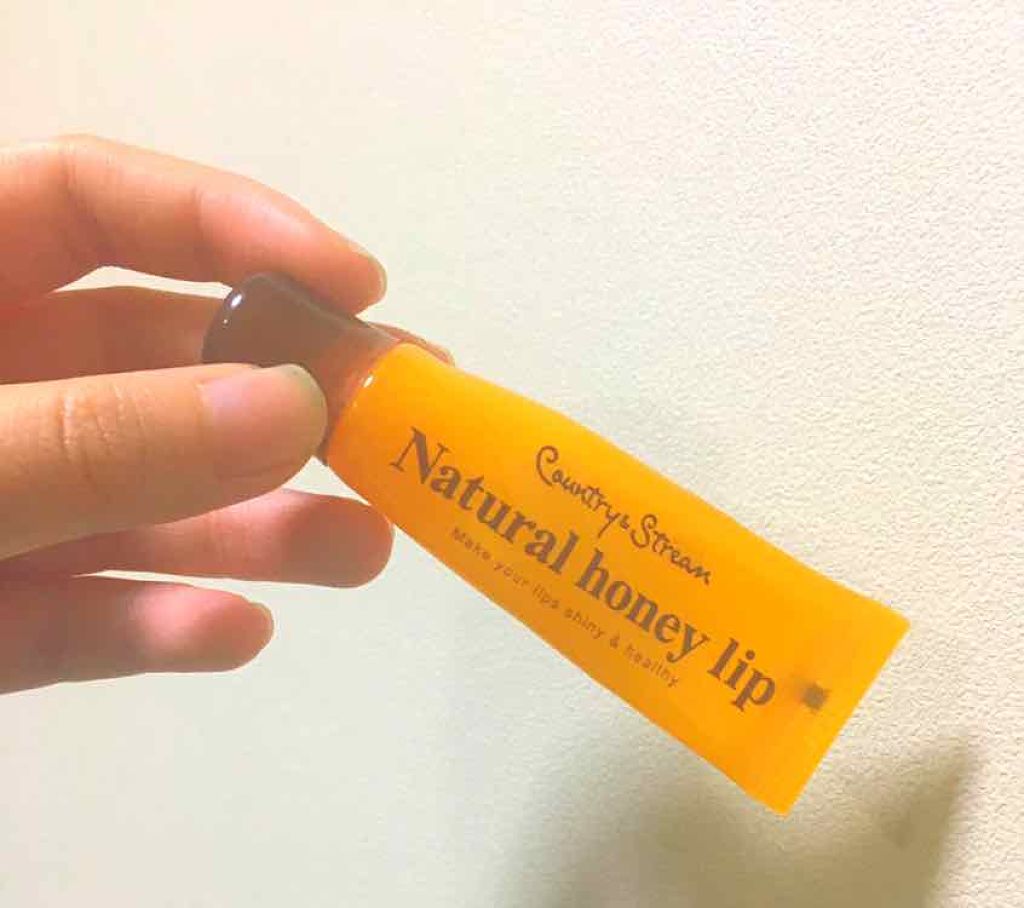 Country & Stream
Natural honey lip
Make your lips shiny & healthy